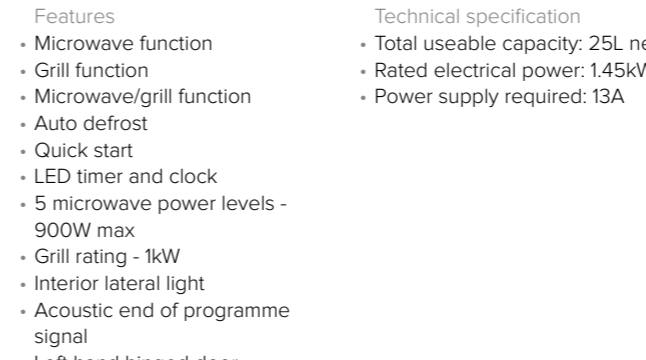 Features
• Microwave function
• Grill function
• Microwave/grill function
• Auto defrost
• Quick start
• LED timer and clock
• 5 microwave power levels -
900W max
• Grill rating - 1kW
• Interior lateral light
• Acoustic end of programme
signal
Technical specification
• Total useable capacity: 25L
• Rated electrical power: 1.45kW
• Power supply required: 13A